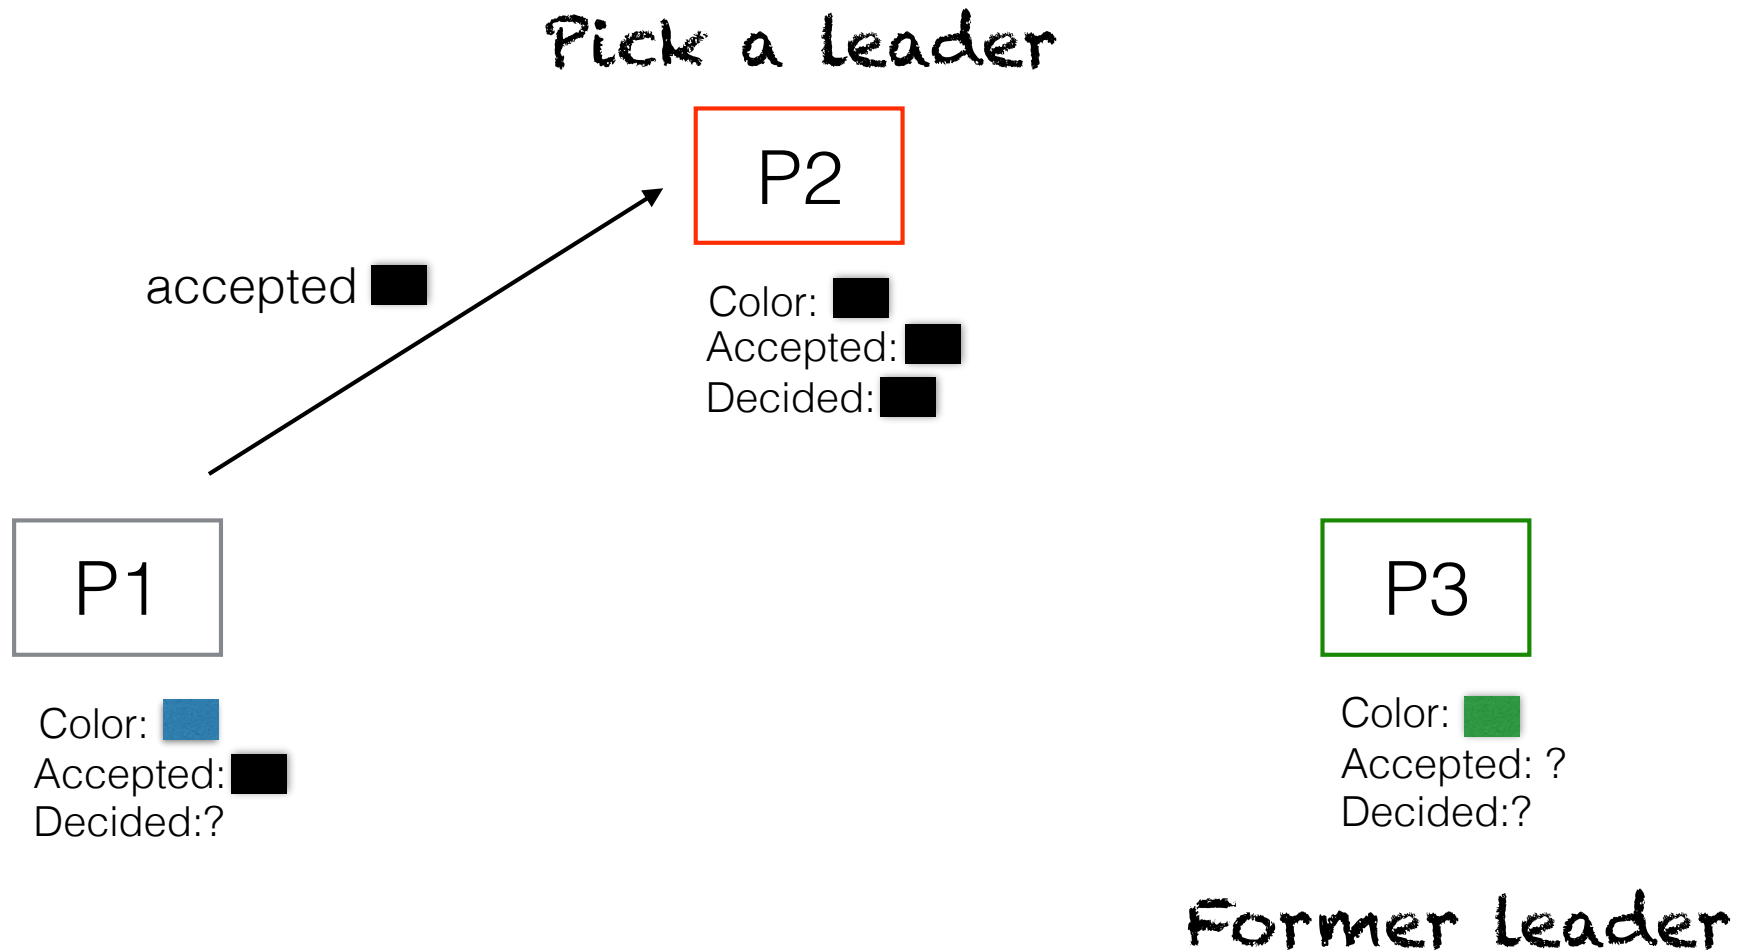 Pick a leader
P2
accepted
Color:
Accepted:
Decided:
P1
Color:
Accepted:
Decided:?
P3
Color:
Accepted: ?
Decided:?
Former leader